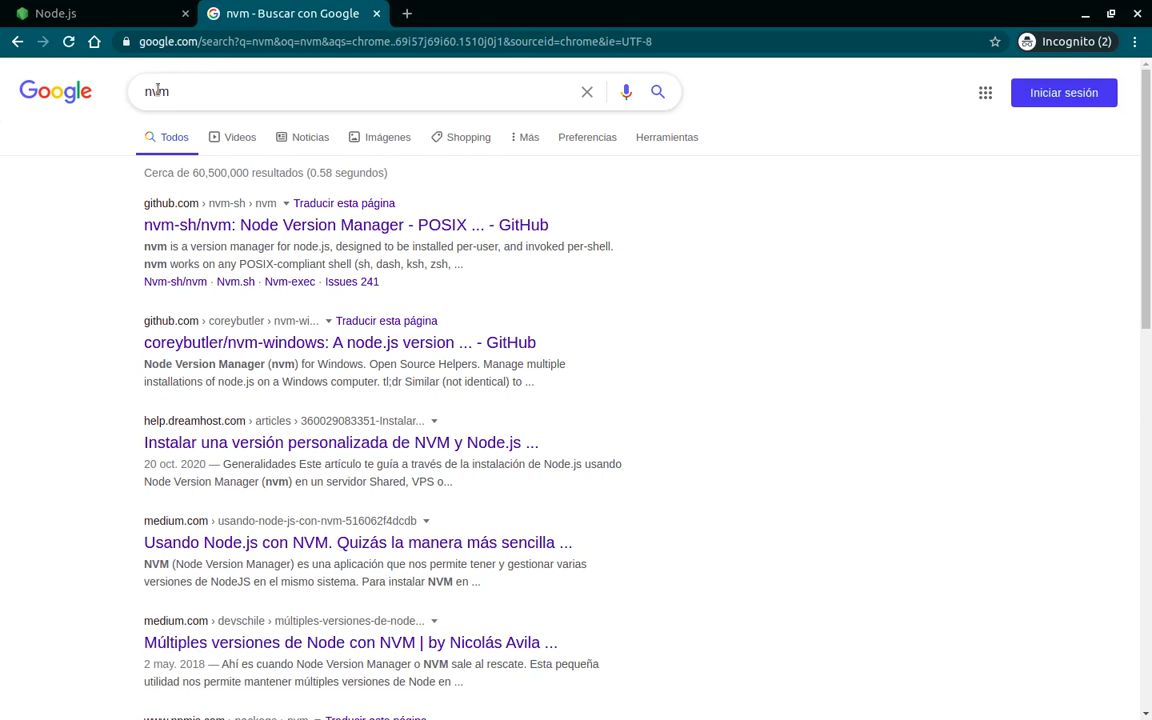 Node.js
nvm - Buscar con Google
google.com/search?q=nvm&oq=nvm&aqs=chrome..69i57j69i60.1510j0j1&sourceid=chrome&ie=UTF-8
Incognito (2)
Google
nvm
Iniciar sesión
Todos
Videos
Noticias
Imágenes
Shopping
Más
Preferencias
Herramientas
Cerca de 60,500,000 resultados (0.58 segundos)
github.com › nvm-sh › nvm Traducir esta página
nvm-sh/nvm: Node Version Manager - POSIX ... - GitHub
nvm is a version manager for node.js, designed to be installed per-user, and invoked per-shell.
nvm works on any POSIX-compliant shell (sh, dash, ksh, zsh, ...
Nvm-sh/nvm · Nvm.sh · Nvm-exec · Issues 241
github.com › coreybutler › nvm-wi... Traducir esta página
coreybutler/nvm-windows: A node.js version ... - GitHub
Node Version Manager (nvm) for Windows. Open Source Helpers. Manage multiple
installations of node.js on a Windows computer. tl;dr Similar (not identical) to ...
help.dreamhost.com › articles › 360029083351-Instalar...
Instalar una versión personalizada de NVM y Node.js ...
20 oct. 2020 — Generalidades Este artículo te guía a través de la instalación de Node.js usando
Node Version Manager (nvm) en un servidor Shared, VPS o...
medium.com › usando-node-js-con-nvm-516062f4dcdb
Usando Node.js con NVM. Quizás la manera más sencilla ...
NVM (Node Version Manager) es una aplicación que nos permite tener y gestionar varias
versiones de NodeJS en el mismo sistema. Para instalar NVM en ...
medium.com › devschile › múltiples-versiones-de-node...
Múltiples versiones de Node con NVM | by Nicolás Avila ...
2 may. 2018 — Ahí es cuando Node Version Manager o NVM sale al rescate. Esta pequeña
utilidad nos permite mantener múltiples versiones de Node en ...
www.npmjs.com › package › nvm Traducir esta página